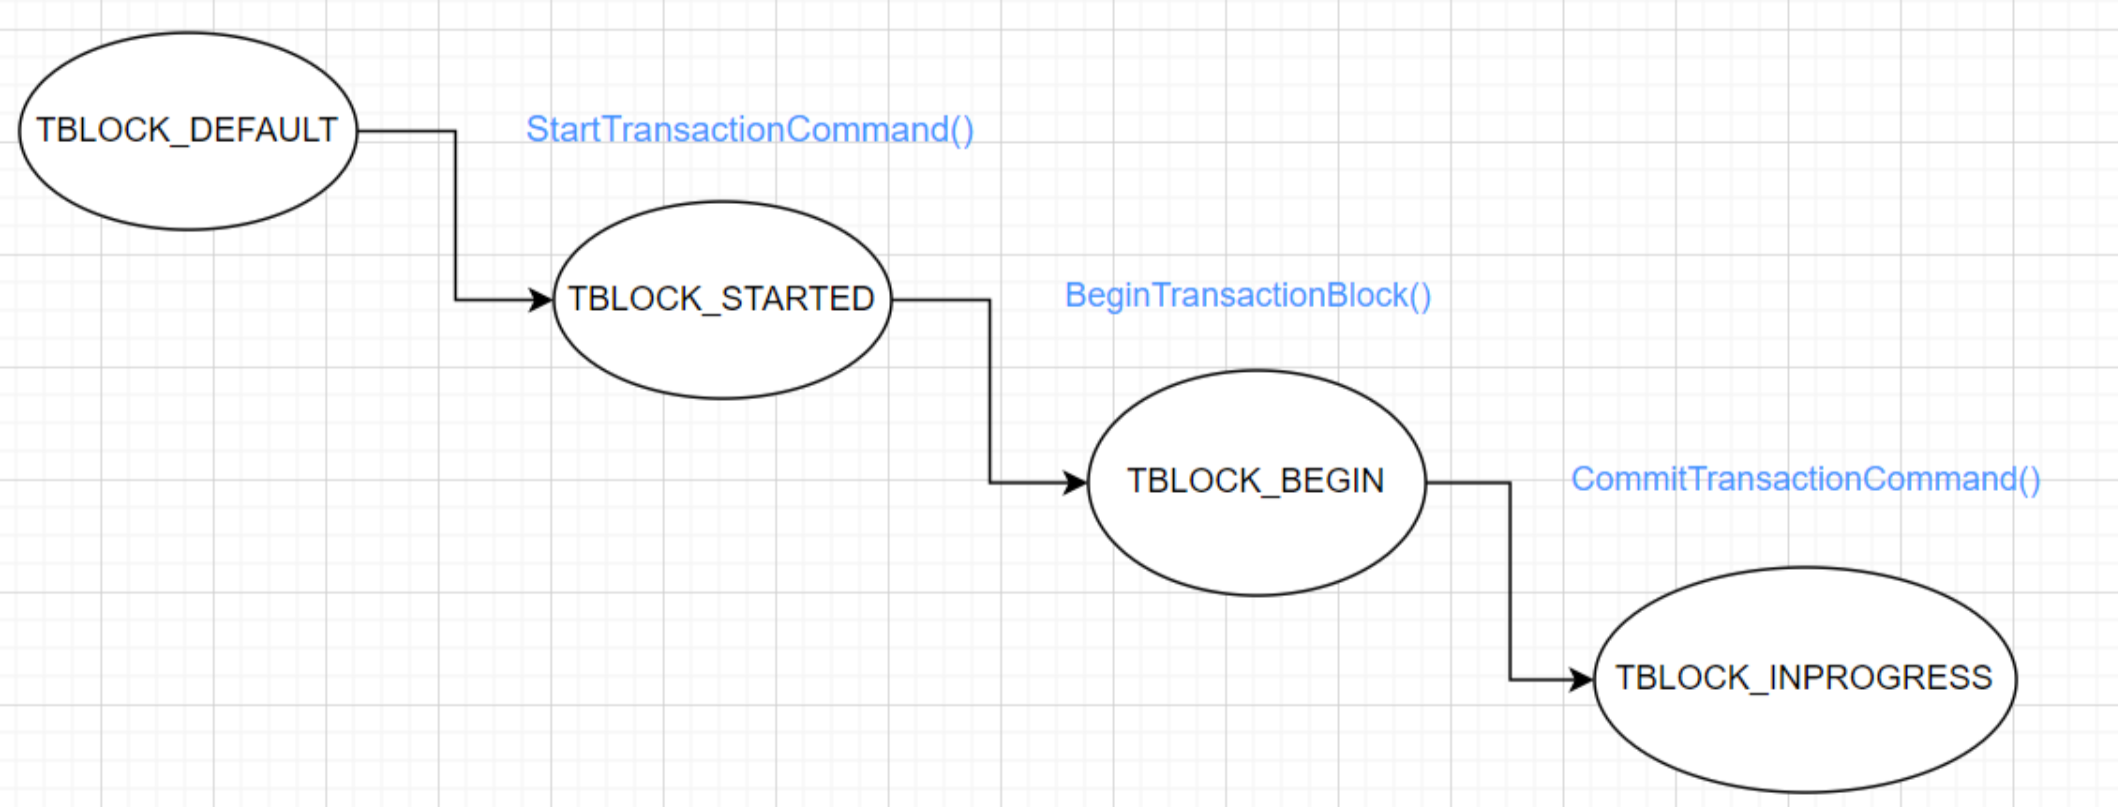 TBLOCK_DEFAULT
StartTransactionCommand()
TBLOCK_STARTED
BeginTransactionBlock()
TBLOCK_BEGIN
CommitTransactionCommand()
TBLOCK_INPROGRESS